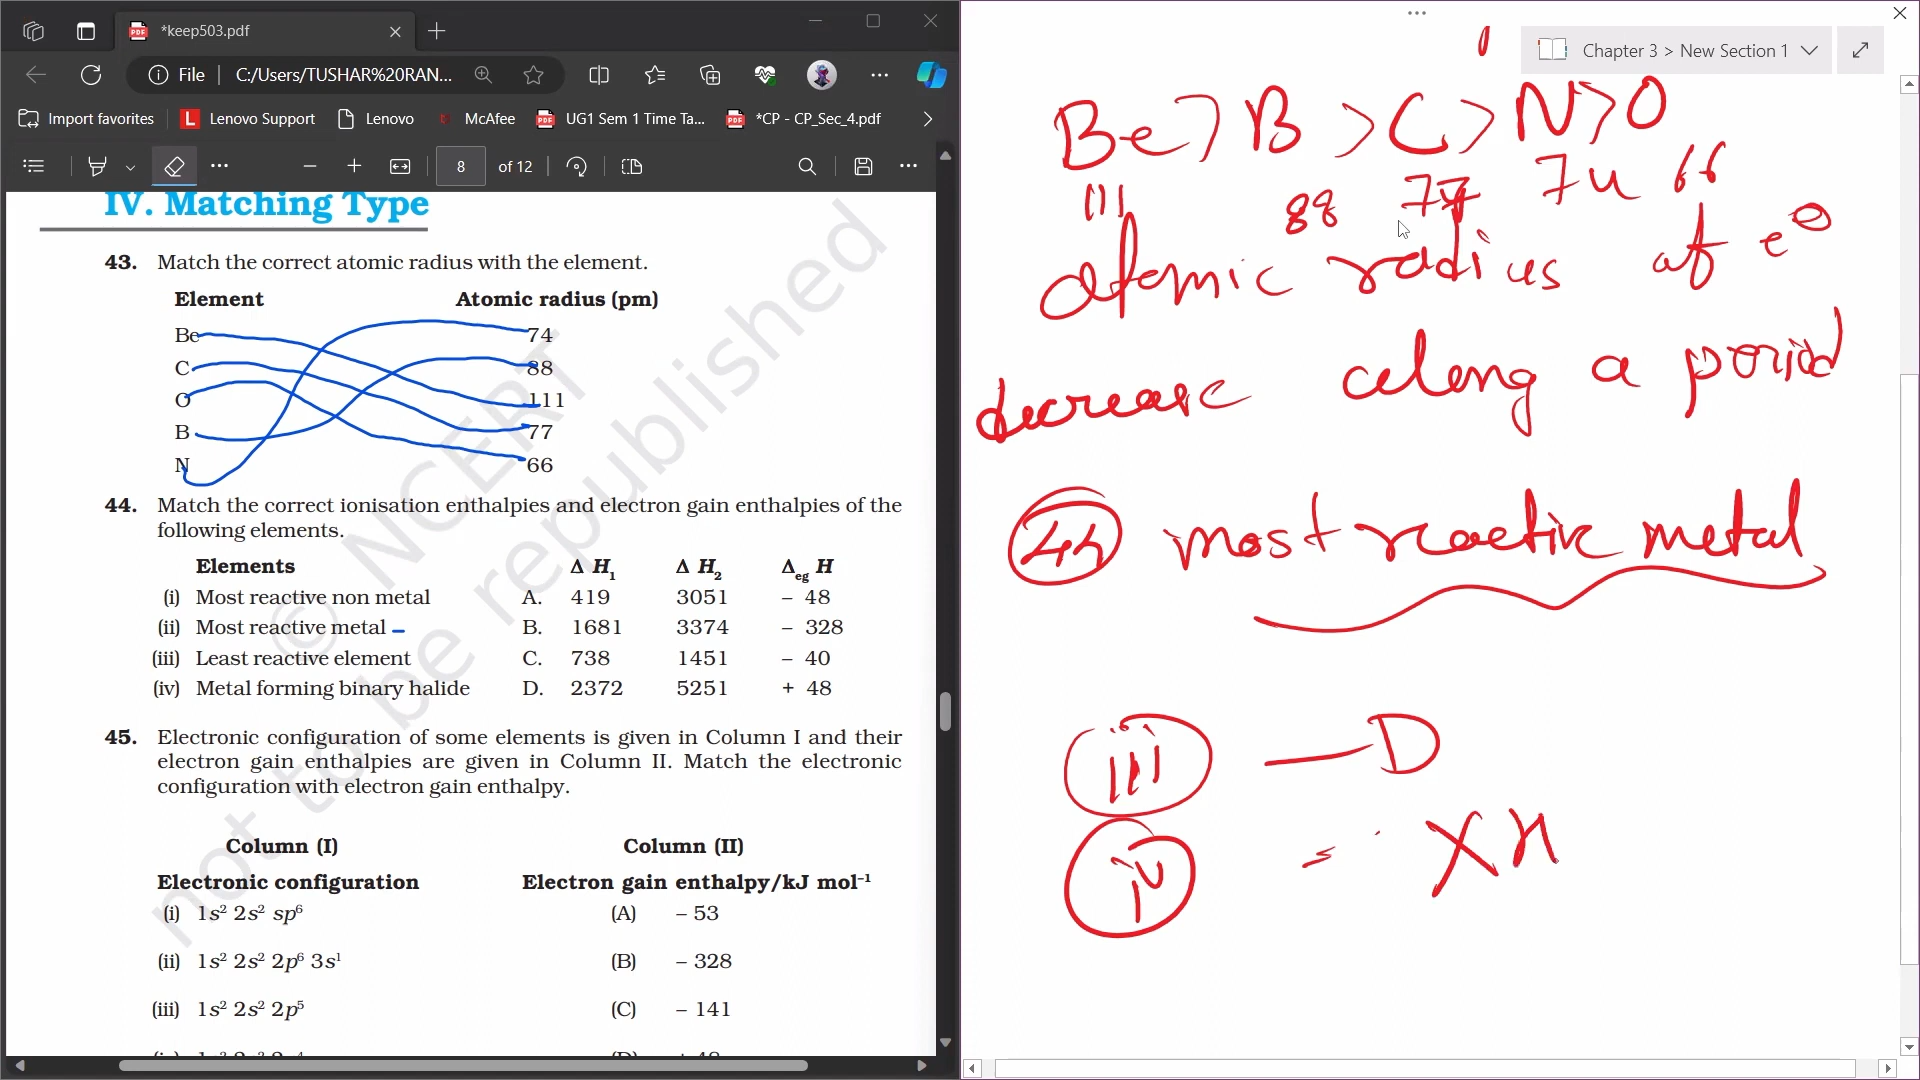 *keep503.pdf
File
C:/Users/TUSHAR%20RAN...
Import favorites
Lenovo Support
Lenovo
McAfee
UG1 Sem 1 Time Ta...
*CP - CP_Sec_4.pdf
8 of 12
IV. Matching Type
43. Match the correct atomic radius with the element.
Element Atomic radius (pm)
Be 74
C 88
O 111
B 77
N 66
44. Match the correct ionisation enthalpies and electron gain enthalpies of the
following elements.
Elements Δ H₁ Δ H₂ Δeg H
(i) Most reactive non metal A. 419 3051 – 48
(ii) Most reactive metal B. 1681 3374 – 328
(iii) Least reactive element C. 738 1451 – 40
(iv) Metal forming binary halide D. 2372 5251 + 48
45. Electronic configuration of some elements is given in Column I and their
electron gain enthalpies are given in Column II. Match the electronic
configuration with electron gain enthalpy.
Column (I) Column (II)
Electronic configuration Electron gain enthalpy/kJ mol⁻¹
(i) 1s² 2s² sp⁶ (A) – 53
(ii) 1s² 2s² 2p⁶ 3s¹ (B) – 328
(iii) 1s² 2s² 2p⁵ (C) – 141
© NCERT
not to be republished
Chapter 3 > New Section 1
Be > B > C > N > O
111 88 77 74 66
atomic radius of e⊖
decrease along a period
44 most reactive metal
iii — D
iv